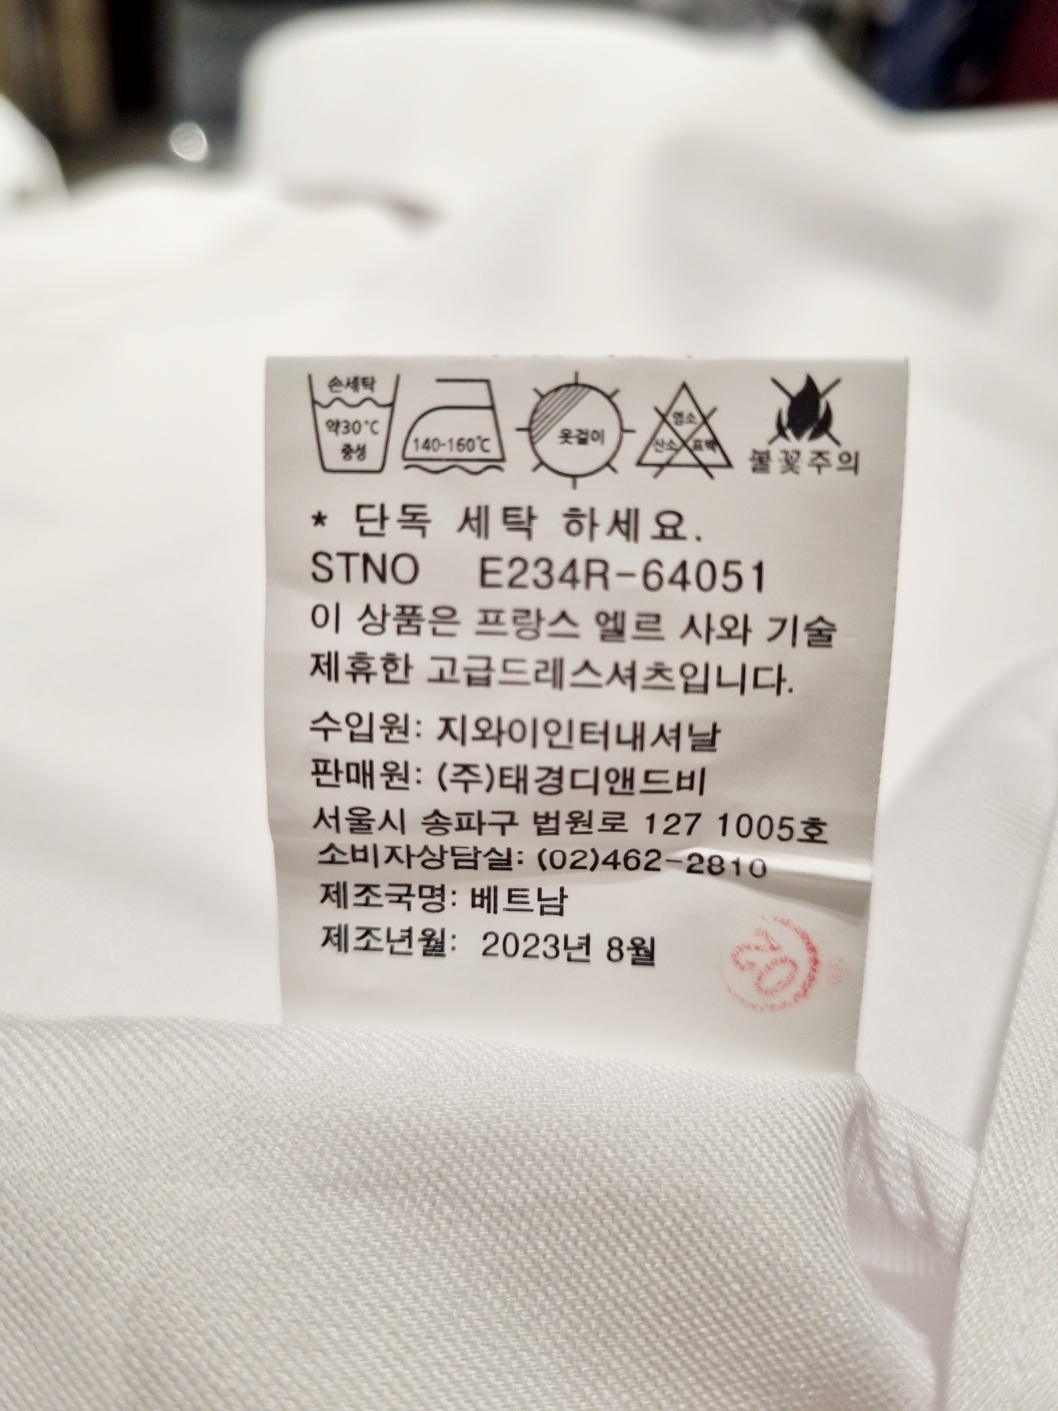 손세탁
약30℃
중성
140-160℃
옷걸이
염소
산소 표백
불꽃주의
* 단독 세탁 하세요.
STNO E234R-64051
이 상품은 프랑스 엘르 사와 기술
제휴한 고급드레스셔츠입니다.
수입원: 지와이인터내셔날
판매원: (주)태경디앤드비
서울시 송파구 법원로 127 1005호
소비자상담실: (02)462-2810
제조국명: 베트남
제조년월: 2023년 8월